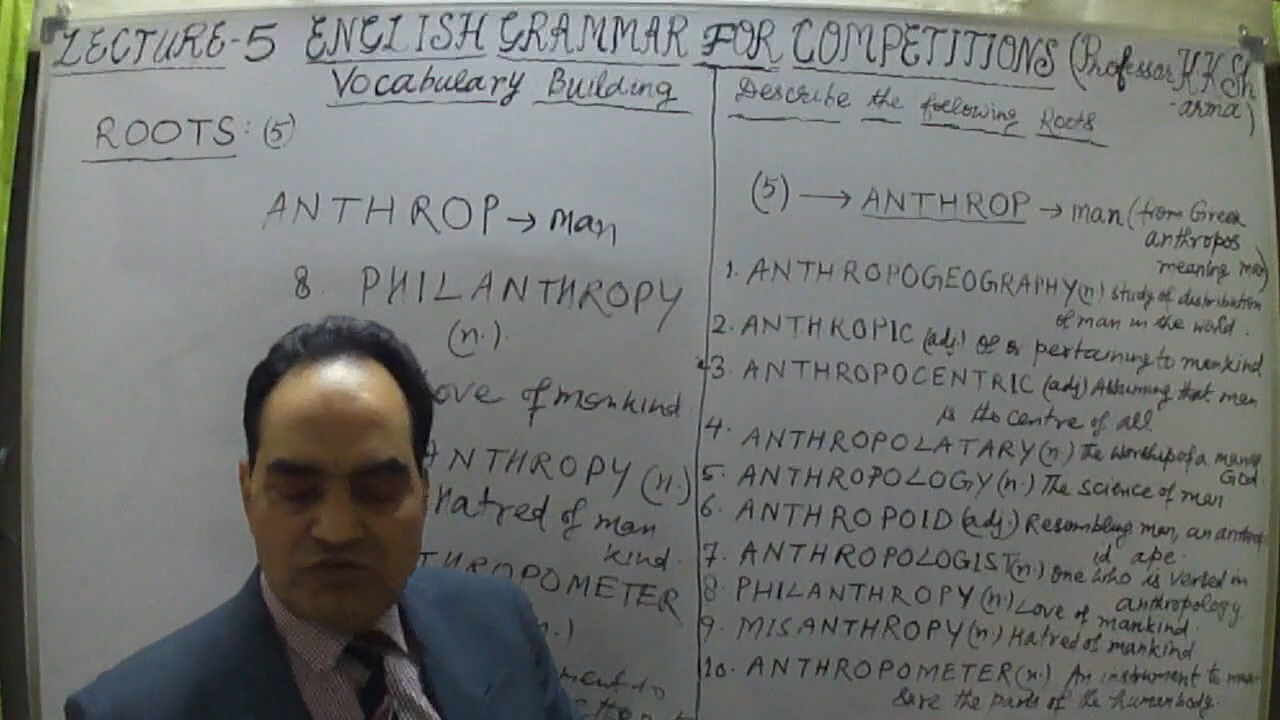 LECTURE-5 ENGLISH GRAMMAR FOR COMPETITIONS (Professor K K Sh
-arma)
Vocabulary Building
ROOTS: (5)
ANTHROP → man
8. PHILANTHROPY
(n.)
ove of mankind
ANTHROPY (n.)
Hatred of man
kind.
THROPOMETER
n.)
ment to
Describe the following Roots
(5) → ANTHROP → man (from Greek
anthropos
meaning man)
1. ANTHROPOGEOGRAPHY (n) study of distribution
of man in the world.
2. ANTHROPIC (adj) of or pertaining to mankind
3. ANTHROPOCENTRIC (adj) Assuming that man
is the centre of all
4. ANTHROPOLATARY (n) The worship of a man as
God
5. ANTHROPOLOGY (n.) The science of man
6. ANTHROPOID (adj.) Resembling man, an anthropo
id ape.
7. ANTHROPOLOGIST (n.) one who is versed in
anthropology
8. PHILANTHROPY (n.) Love of mankind.
9. MISANTHROPY (n) Hatred of mankind
10. ANTHROPOMETER (n.) An instrument to mea
sure the parts of the human body.